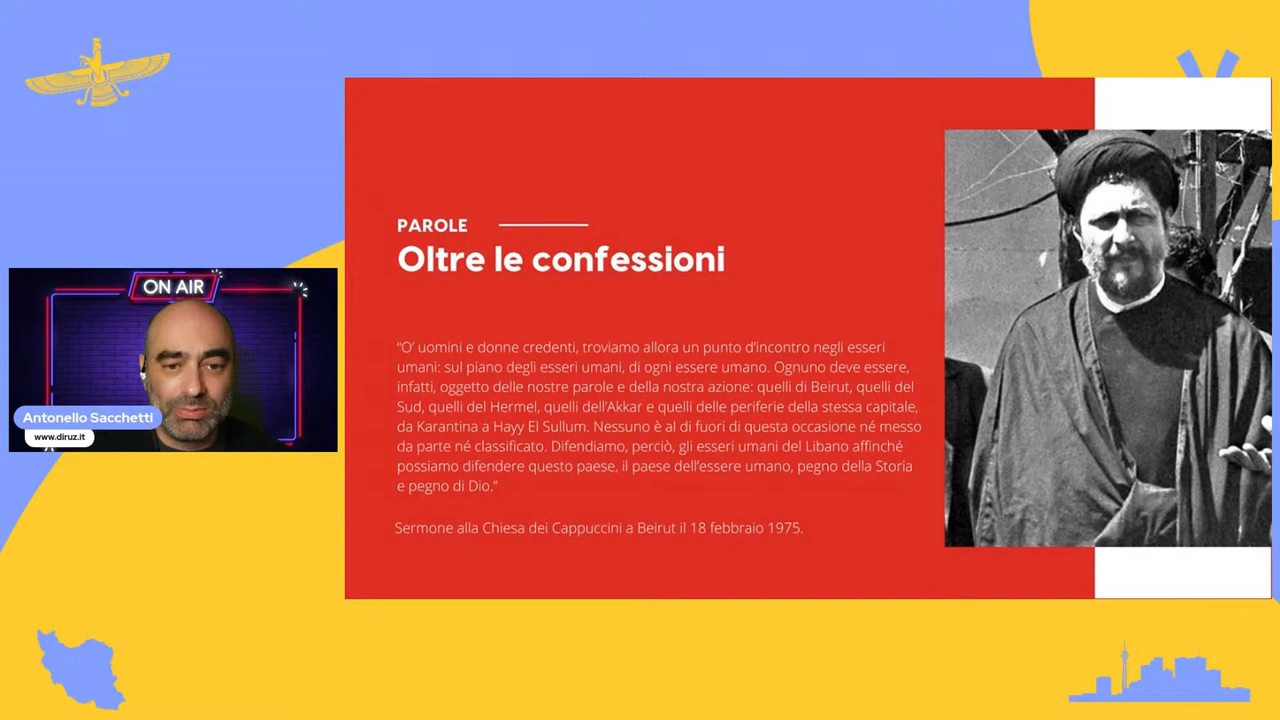 PAROLE
Oltre le confessioni
“O’ uomini e donne credenti, troviamo allora un punto d’incontro negli esseri
umani: sul piano degli esseri umani, di ogni essere umano. Ognuno deve essere,
infatti, oggetto delle nostre parole e della nostra azione: quelli di Beirut, quelli del
Sud, quelli del Hermel, quelli dell’Akkar e quelli delle periferie della stessa capitale,
da Karantina a Hayy El Sullum. Nessuno è al di fuori di questa occasione né messo
da parte né classificato. Difendiamo, perciò, gli esseri umani del Libano affinché
possiamo difendere questo paese, il paese dell’essere umano, pegno della Storia
e pegno di Dio.“
Sermone alla Chiesa dei Cappuccini a Beirut il 18 febbraio 1975.
ON AIR
Antonello Sacchetti
www.diruz.it